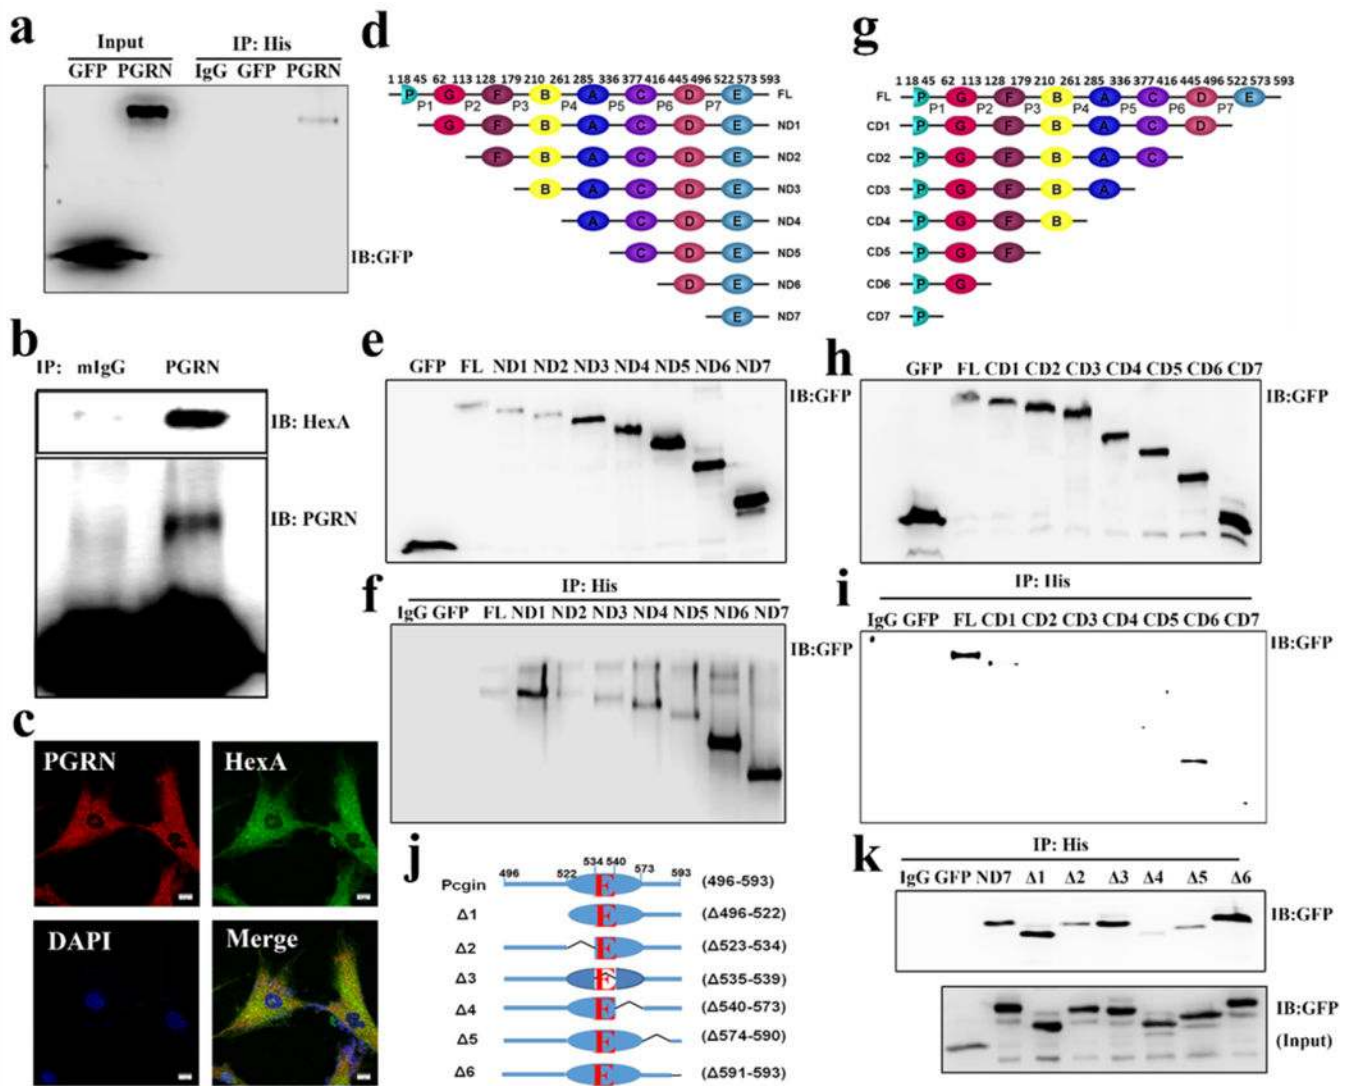 a
Input
IP: His
GFP PGRN
IgG GFP PGRN
IB:GFP
b
IP: mIgG PGRN
IB: HexA
IB: PGRN
c
PGRN
HexA
DAPI
Merge
d
1 18 45 62 113 128 179 210 261 285 336 377 416 445 496 522 573 593
P G F B A C D E FL
P1 P2 P3 P4 P5 P6 P7
G F B A C D E ND1
F B A C D E ND2
B A C D E ND3
A C D E ND4
C D E ND5
D E ND6
E ND7
e
GFP FL ND1 ND2 ND3 ND4 ND5 ND6 ND7
IB:GFP
f
IP: His
IgG GFP FL ND1 ND2 ND3 ND4 ND5 ND6 ND7
IB:GFP
g
1 18 45 62 113 128 179 210 261 285 336 377 416 445 496 522 573 593
FL P G F B A C D E
P1 P2 P3 P4 P5 P6 P7
CD1 P G F B A C D
CD2 P G F B A C
CD3 P G F B A
CD4 P G F B
CD5 P G F
CD6 P G
CD7 P
h
GFP FL CD1 CD2 CD3 CD4 CD5 CD6 CD7
IB:GFP
i
IP: His
IgG GFP FL CD1 CD2 CD3 CD4 CD5 CD6 CD7
IB:GFP
j
496 522 534 540 573 593
Pcgin E (496-593)
Δ1 E (Δ496-522)
Δ2 E (Δ523-534)
Δ3 E (Δ535-539)
Δ4 E (Δ540-573)
Δ5 E (Δ574-590)
Δ6 E (Δ591-593)
k
IP: His
IgG GFP ND7 Δ1 Δ2 Δ3 Δ4 Δ5 Δ6
IB:GFP
IB:GFP
(Input)